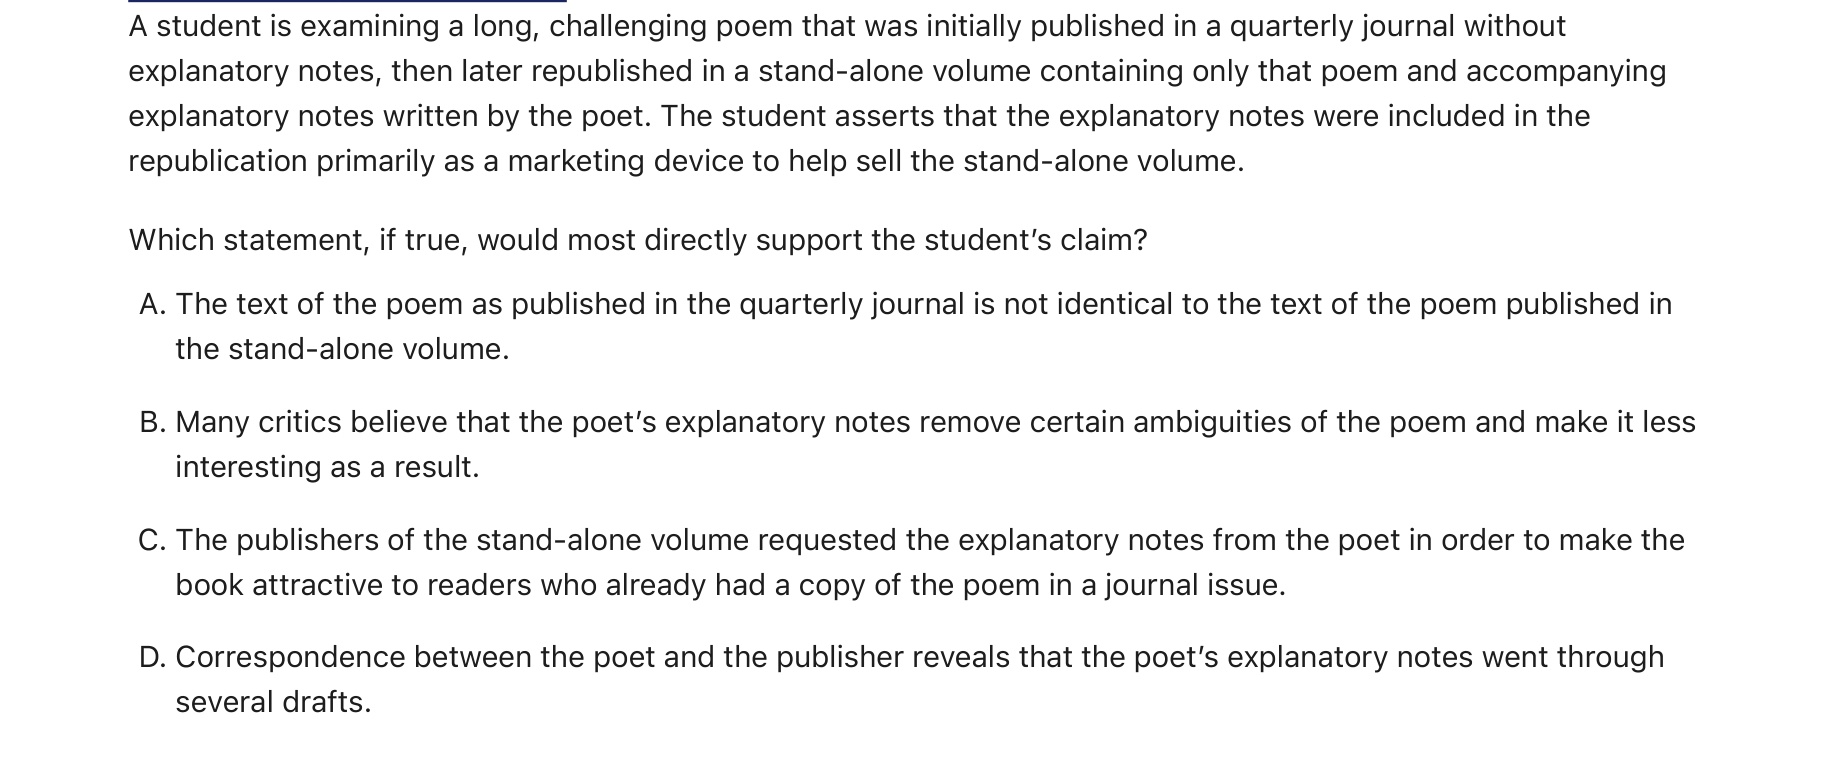 A student is examining a long, challenging poem that was initially published in a quarterly journal without
explanatory notes, then later republished in a stand-alone volume containing only that poem and accompanying
explanatory notes written by the poet. The student asserts that the explanatory notes were included in the
republication primarily as a marketing device to help sell the stand-alone volume.
Which statement, if true, would most directly support the student’s claim?
A. The text of the poem as published in the quarterly journal is not identical to the text of the poem published in
the stand-alone volume.
B. Many critics believe that the poet’s explanatory notes remove certain ambiguities of the poem and make it less
interesting as a result.
C. The publishers of the stand-alone volume requested the explanatory notes from the poet in order to make the
book attractive to readers who already had a copy of the poem in a journal issue.
D. Correspondence between the poet and the publisher reveals that the poet’s explanatory notes went through
several drafts.